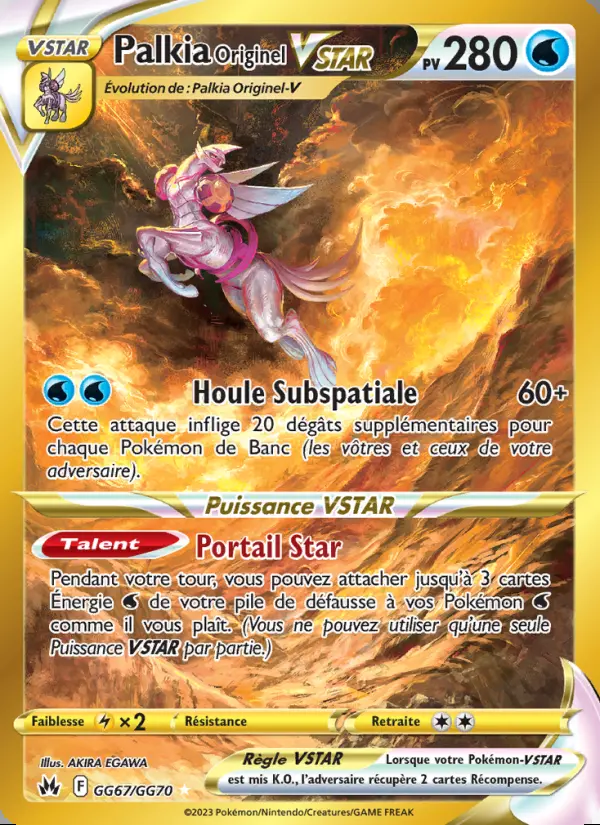 VSTAR Palkia Originel VSTAR PV 280
Évolution de : Palkia Originel-V
Houle Subspatiale 60+
Cette attaque inflige 20 dégâts supplémentaires pour
chaque Pokémon de Banc (les vôtres et ceux de votre
adversaire).
Puissance VSTAR
Talent Portail Star
Pendant votre tour, vous pouvez attacher jusqu'à 3 cartes
Énergie de votre pile de défausse à vos Pokémon
comme il vous plaît. (Vous ne pouvez utiliser qu'une seule
Puissance VSTAR par partie.)
Faiblesse ×2 Résistance Retraite
Illus. AKIRA EGAWA
Règle VSTAR Lorsque votre Pokémon-VSTAR
est mis K.O., l'adversaire récupère 2 cartes Récompense.
F GG67/GG70
©2023 Pokémon/Nintendo/Creatures/GAME FREAK